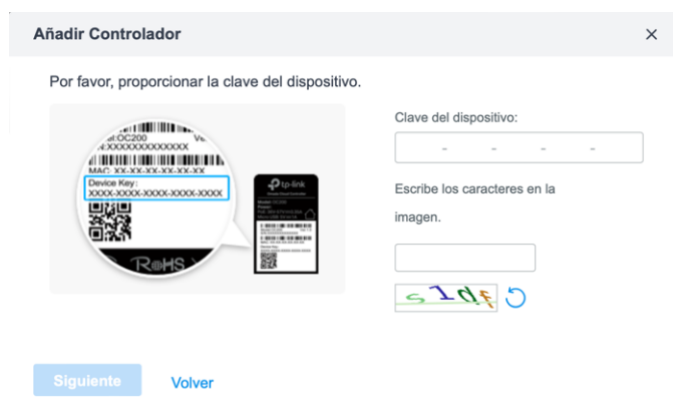 Añadir Controlador
Por favor, proporcionar la clave del dispositivo.
OC200
MAC: XX-XX-XX-XX-XX-XX
Device Key:
XXXX-XXXX-XXXX-XXXX-XXXX
RoHS
tp-link
Clave del dispositivo:
- - - -
Escribe los caracteres en la
imagen.
Siguiente
Volver